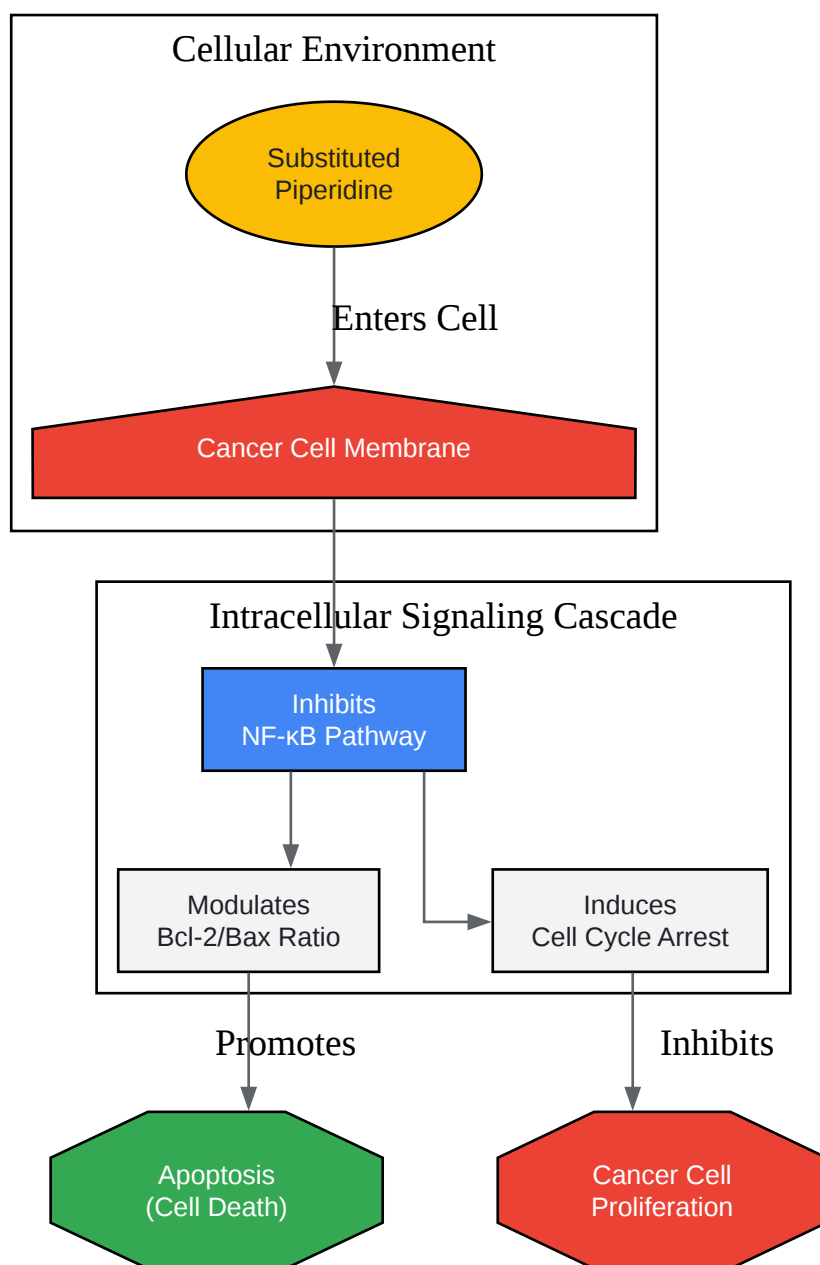 Cellular Environment
Substituted
Piperidine
Enters Cell
Cancer Cell Membrane
Intracellular Signaling Cascade
Inhibits
NF-κB Pathway
Modulates
Bcl-2/Bax Ratio
Induces
Cell Cycle Arrest
Promotes
Inhibits
Apoptosis
(Cell Death)
Cancer Cell
Proliferation